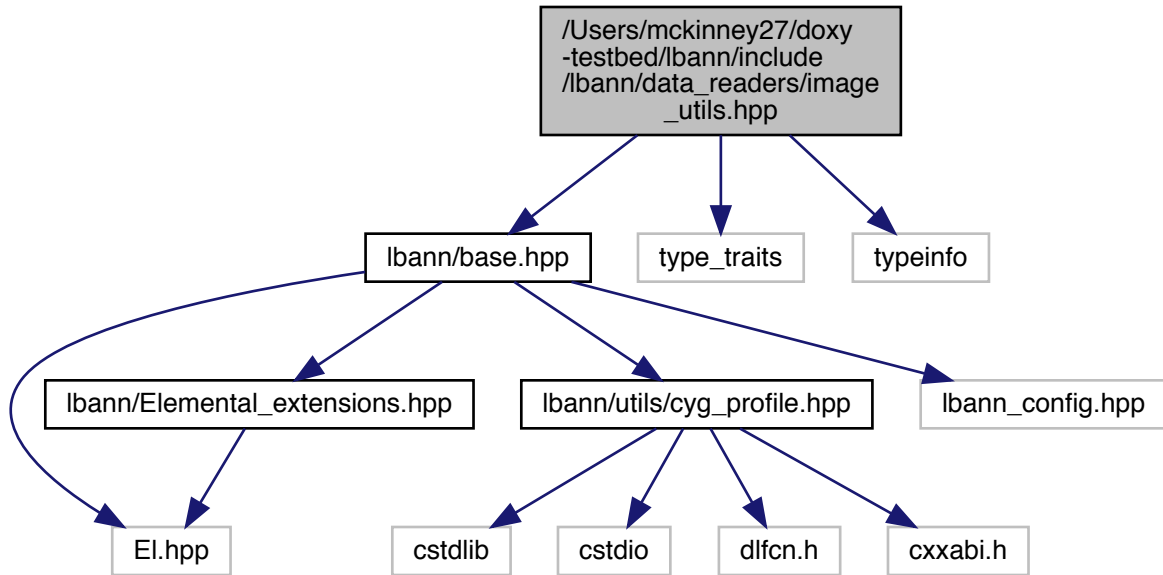 /Users/mckinney27/doxy
-testbed/lbann/include
/lbann/data_readers/image
_utils.hpp
lbann/base.hpp
type_traits
typeinfo
lbann/Elemental_extensions.hpp
lbann/utils/cyg_profile.hpp
lbann_config.hpp
El.hpp
cstdlib
cstdio
dlfcn.h
cxxabi.h